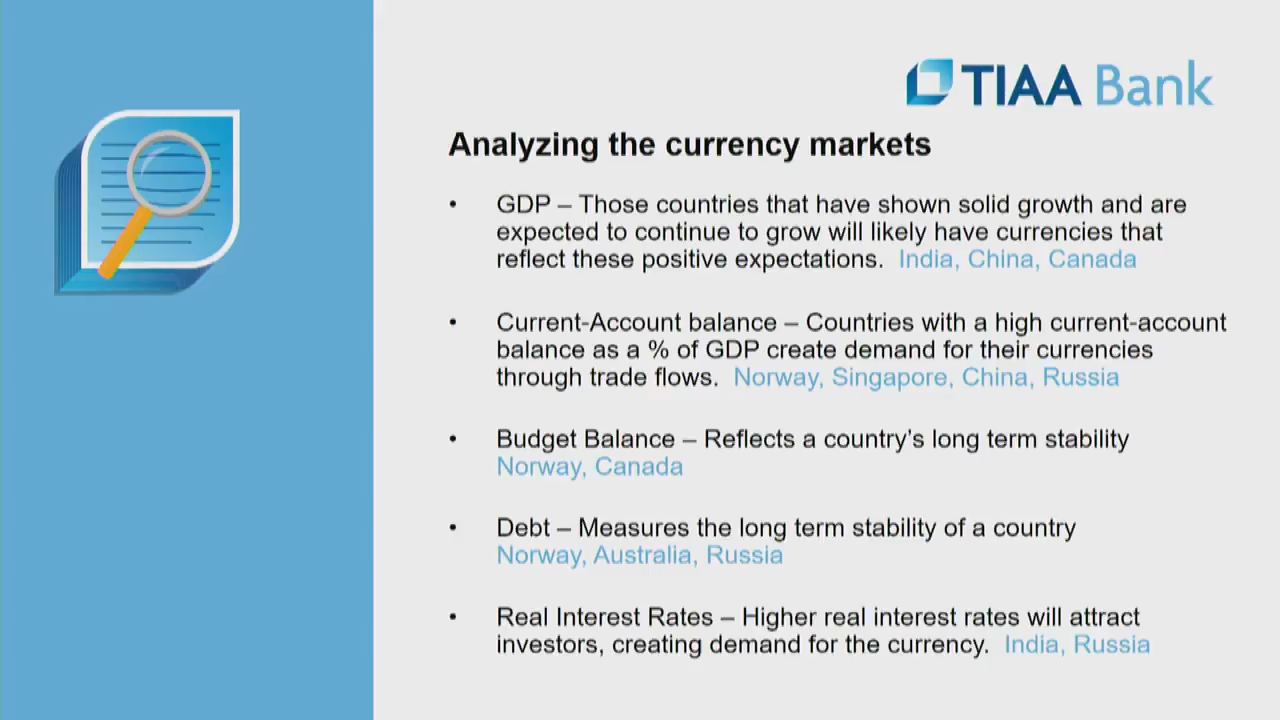 TIAA Bank
Analyzing the currency markets
• GDP – Those countries that have shown solid growth and are
expected to continue to grow will likely have currencies that
reflect these positive expectations. India, China, Canada
• Current-Account balance – Countries with a high current-account
balance as a % of GDP create demand for their currencies
through trade flows. Norway, Singapore, China, Russia
• Budget Balance – Reflects a country’s long term stability
Norway, Canada
• Debt – Measures the long term stability of a country
Norway, Australia, Russia
• Real Interest Rates – Higher real interest rates will attract
investors, creating demand for the currency. India, Russia